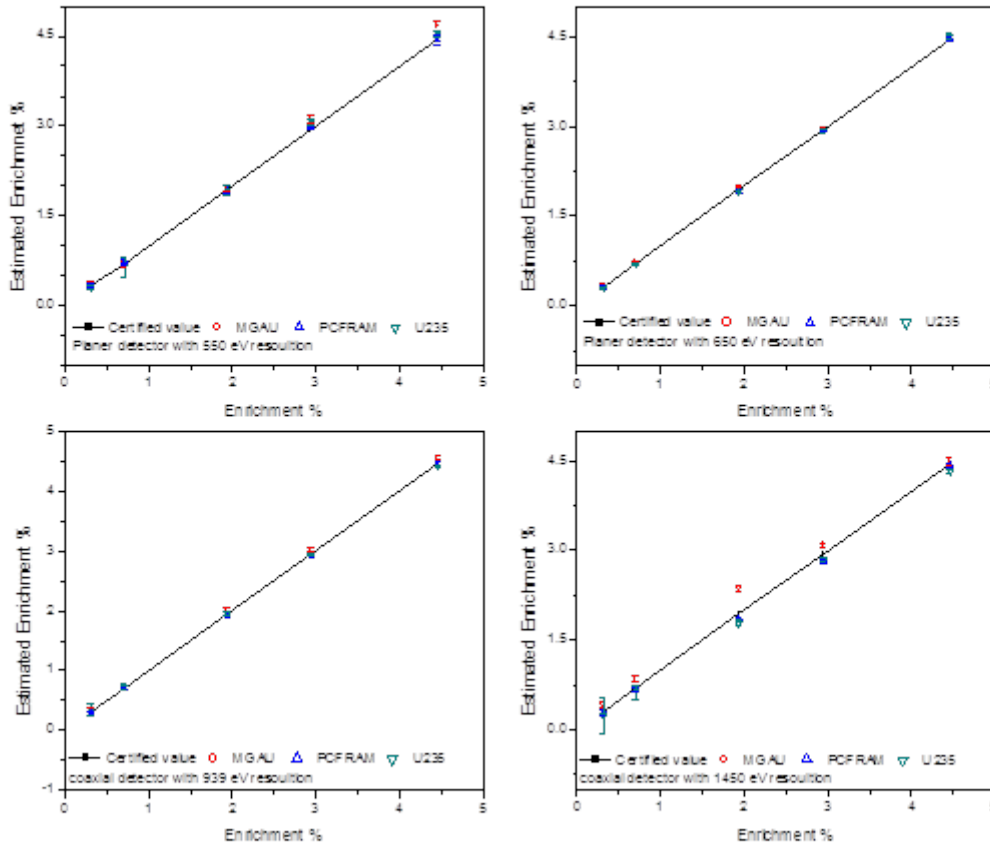 4.5
3.0
1.5
0.0
Estimated Enrichmnet %
Certified value MGAU PCFRAM U235
Planer detector with 550 eV resoultion
0 1 2 3 4 5
Enrichment %
4.5
3.0
1.5
0.0
Estimated Enrichment %
Certified value MGAU PCFRAM U235
Planer detector with 650 eV resoultion
0 1 2 3 4
Enrichment %
5
4
3
2
1
0
-1
Estimated Enrichment %
Certified value MGAU PCFRAM U235
coaxial detector with 939 eV resoultion
0 1 2 3 4 5
Enrichment %
4.5
3.0
1.5
0.0
Estimated Enrichment %
Certified value MGAU PCFRAM U235
coaxial detector with 1450 eV resoultion
0 1 2 3 4
Enrichment %